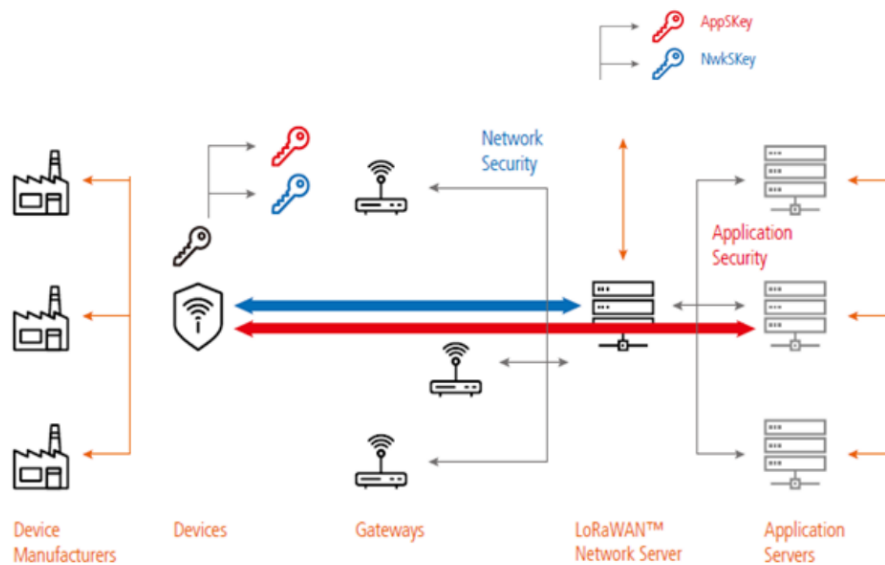 AppSKey
NwkSKey
Network
Security
Application
Security
Device
Manufacturers
Devices
Gateways
LoRaWAN™
Network Server
Application
Servers